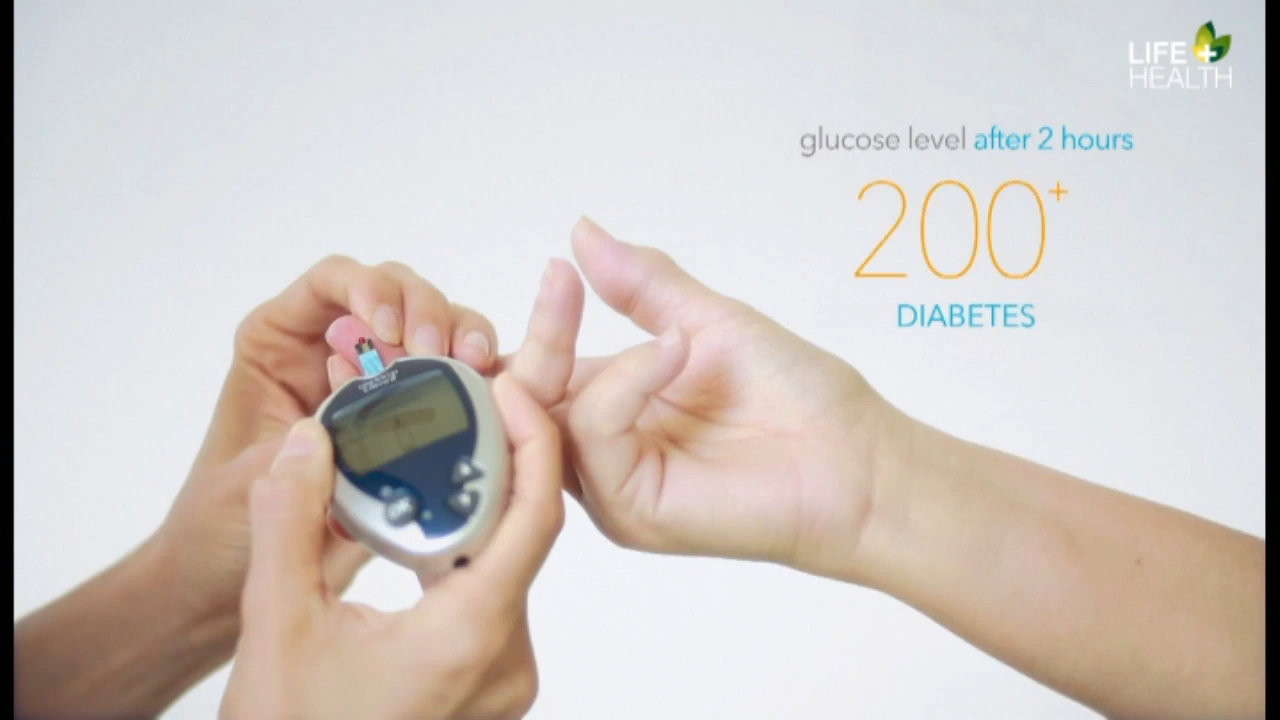 LIFE+
HEALTH
glucose level after 2 hours
200+
DIABETES